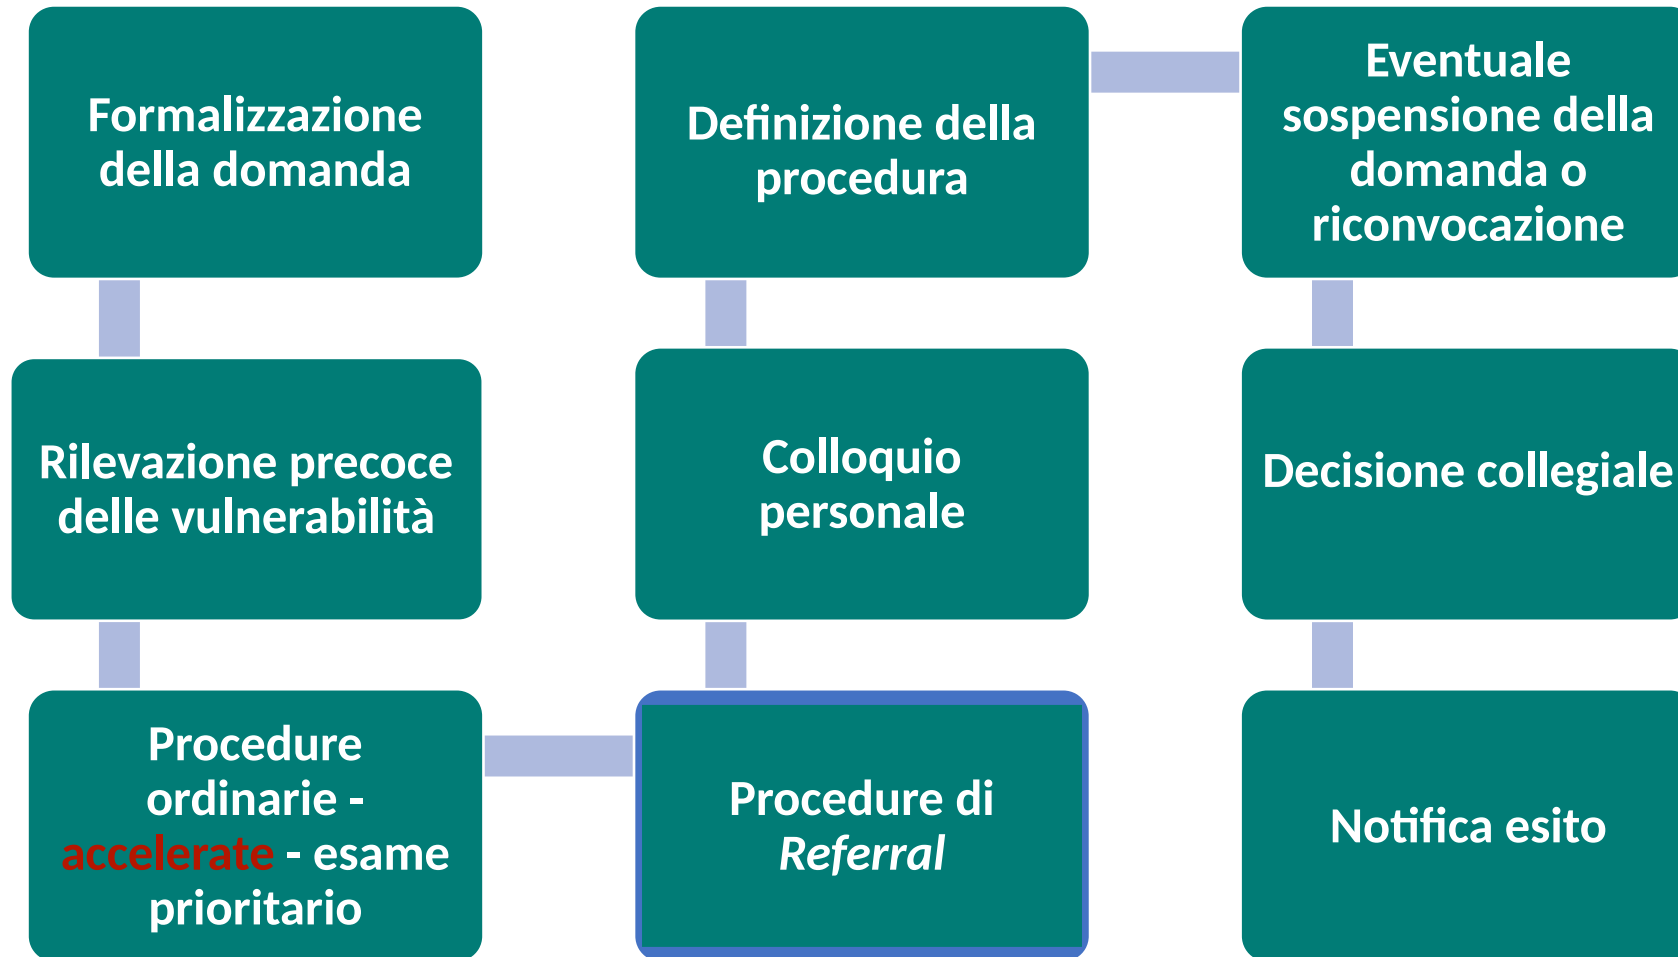 Formalizzazione
della domanda
Rilevazione precoce
delle vulnerabilità
Procedure
ordinarie -
accelerate - esame
prioritario
Procedure di
Referral
Colloquio
personale
Definizione della
procedura
Eventuale
sospensione della
domanda o
riconvocazione
Decisione collegiale
Notifica esito